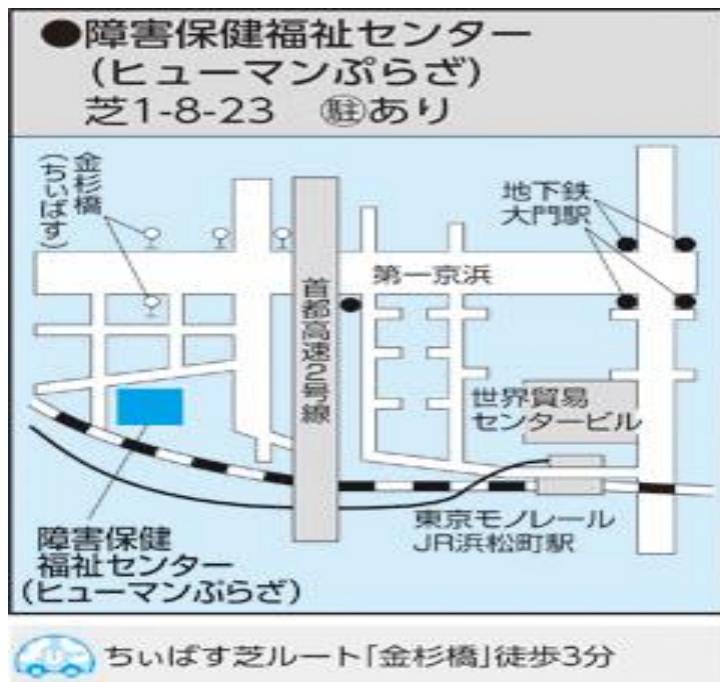 ●障害保健福祉センター
(ヒューマンぷらざ)
芝1-8-23 駐あり
金杉橋
(ちぃばす)
地下鉄
大門駅
第一京浜
首都高速2号線
世界貿易
センタービル
東京モノレール
JR浜松町駅
障害保健
福祉センター
(ヒューマンぷらざ)
ちぃばす芝ルート「金杉橋」徒歩3分